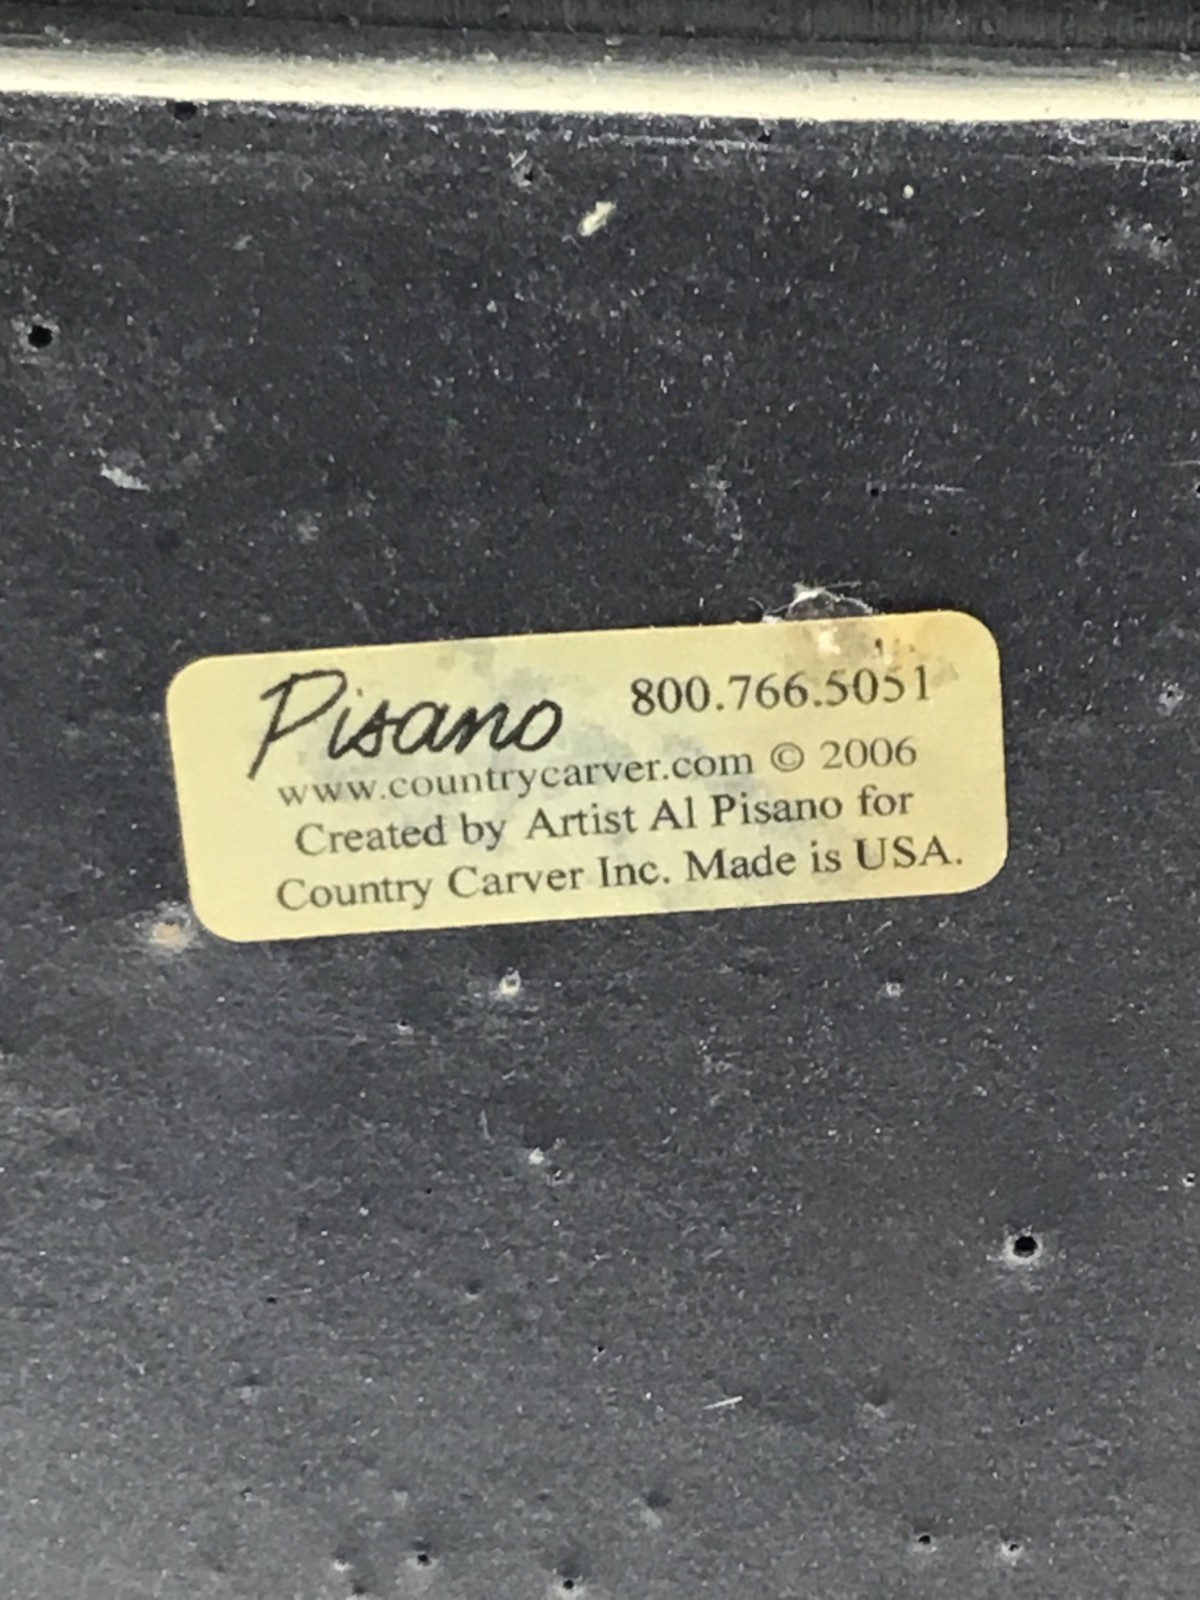 Pisano 800.766.5051
www.countrycarver.com © 2006
Created by Artist Al Pisano for
Country Carver Inc. Made is USA.